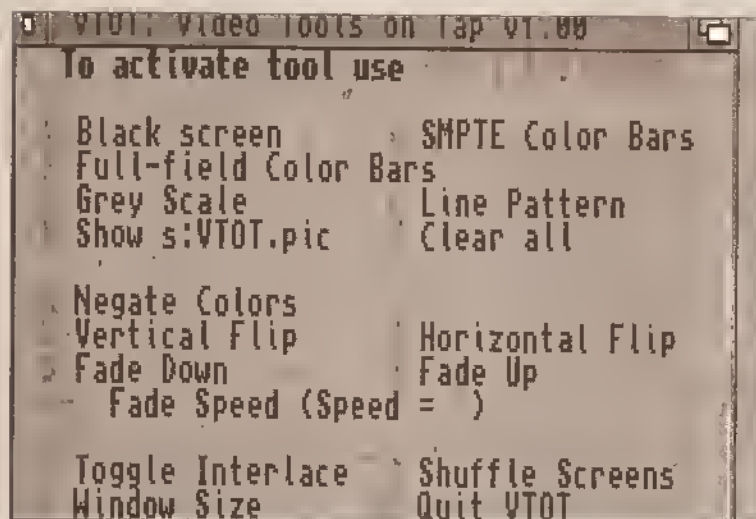 VTOT: Video Tools on Tap V1.00
To activate tool use
Black screen SMPTE Color Bars
Full-field Color Bars
Grey Scale Line Pattern
Show s:VTOT.pic Clear all
Negate Colors
Vertical Flip Horizontal Flip
Fade Down Fade Up
Fade Speed (Speed = )
Toggle Interlace Shuffle Screens
Window Size Quit VTOT